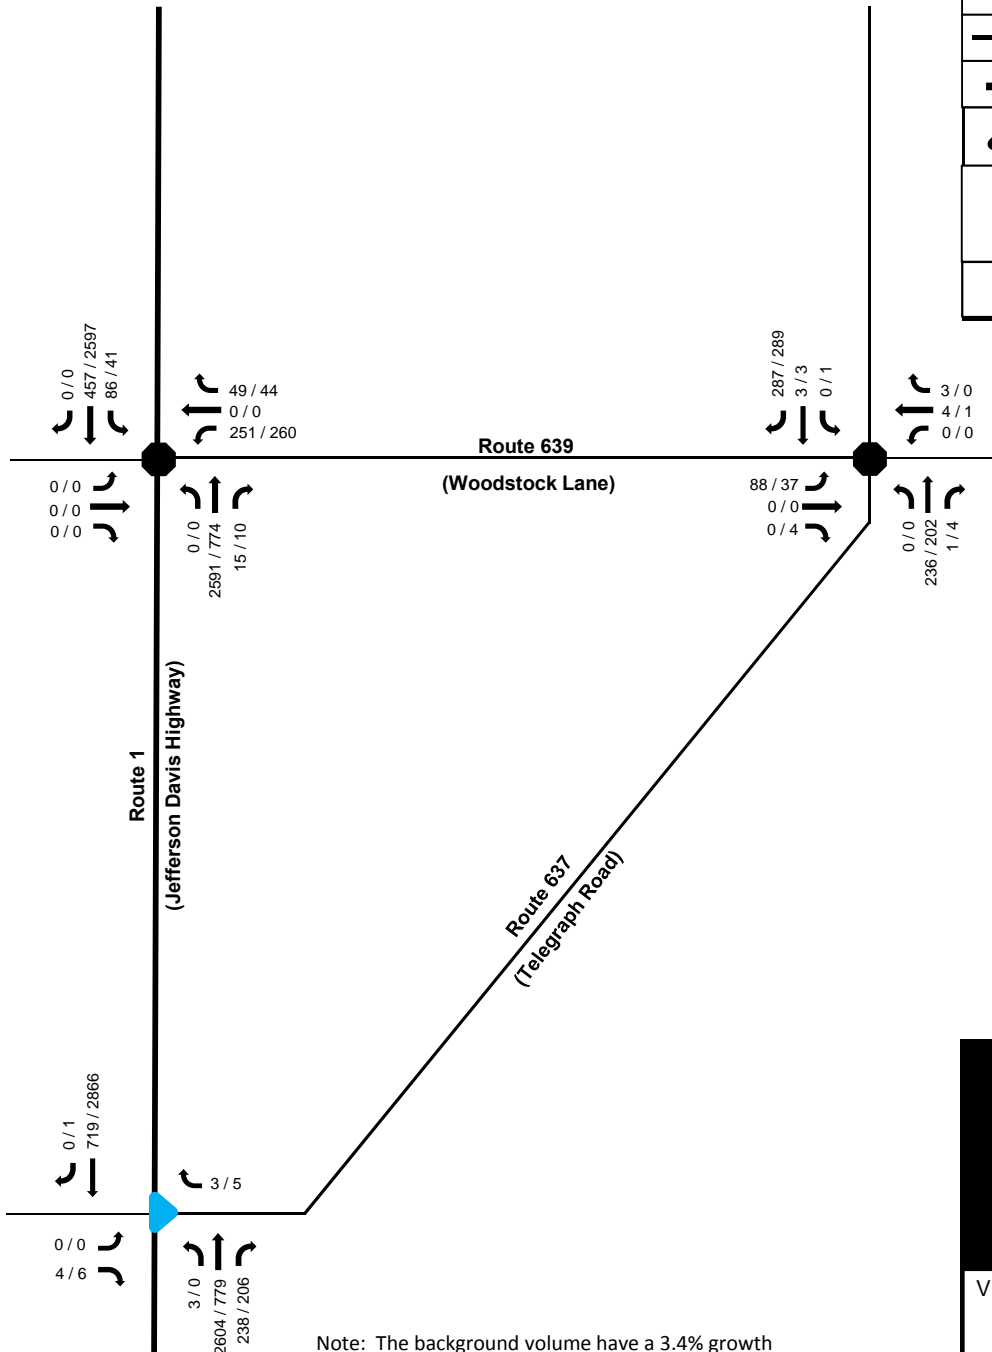 0 / 0
457 / 2597
86 / 41
49 / 44
0 / 0
251 / 260
0 / 0
0 / 0
0 / 0
0 / 0
2591 / 774
15 / 10
Route 639
(Woodstock Lane)
287 / 289
3 / 3
0 / 1
3 / 0
4 / 1
0 / 0
88 / 37
0 / 0
0 / 4
0 / 0
236 / 202
1 / 4
Route 1
(Jefferson Davis Highway)
Route 637
(Telegraph Road)
0 / 1
719 / 2866
3 / 5
0 / 0
4 / 6
3 / 0
2604 / 779
238 / 206
Note: The background volume have a 3.4% growth
V